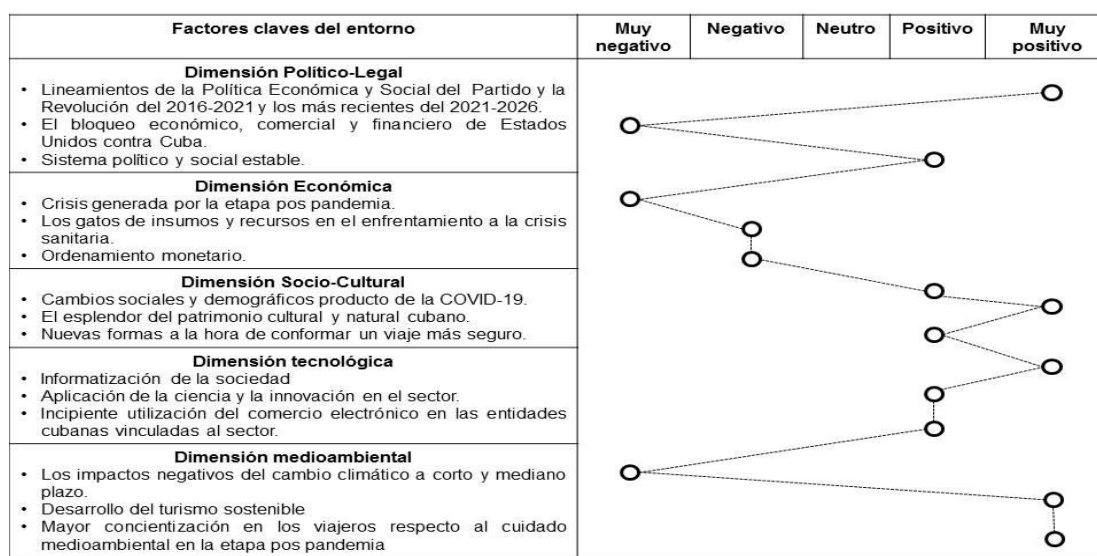 Factores claves del entorno
Muy negativo
Negativo
Neutro
Positivo
Muy positivo
Dimensión Político-Legal
• Lineamientos de la Política Económica y Social del Partido y la
Revolución del 2016-2021 y los más recientes del 2021-2026.
• El bloqueo económico, comercial y financiero de Estados
Unidos contra Cuba.
• Sistema político y social estable.
Dimensión Económica
• Crisis generada por la etapa pos pandemia.
• Los gatos de insumos y recursos en el enfrentamiento a la crisis
sanitaria.
• Ordenamiento monetario.
Dimensión Socio-Cultural
• Cambios sociales y demográficos producto de la COVID-19.
• El esplendor del patrimonio cultural y natural cubano.
• Nuevas formas a la hora de conformar un viaje más seguro.
Dimensión tecnológica
• Informatización de la sociedad
• Aplicación de la ciencia y la innovación en el sector.
• Incipiente utilización del comercio electrónico en las entidades
cubanas vinculadas al sector.
Dimensión medioambiental
• Los impactos negativos del cambio climático a corto y mediano
plazo.
• Desarrollo del turismo sostenible
• Mayor concientización en los viajeros respecto al cuidado
medioambiental en la etapa pos pandemia